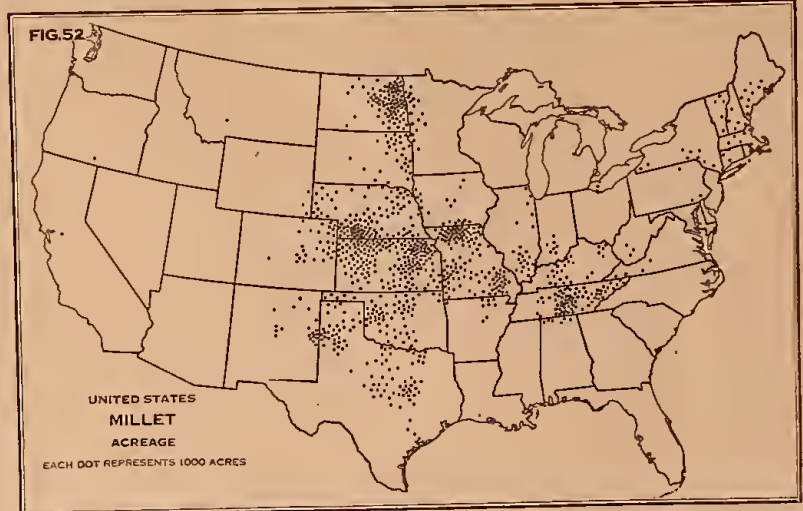 FIG.52
UNITED STATES
MILLET
ACREAGE
EACH DOT REPRESENTS 1000 ACRES